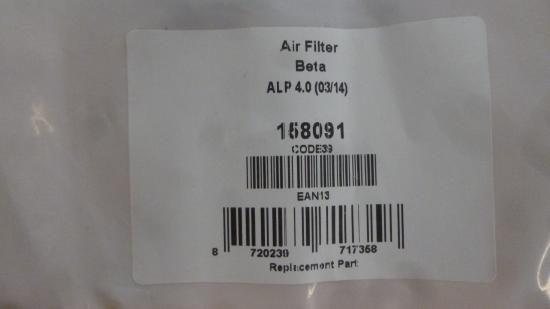 Air Filter
Beta
ALP 4.0 (03/14)
158091
CODE39
EAN13
8 720239 717358
Replacement Part